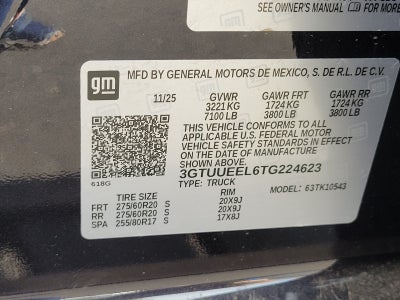 SEE OWNER'S
OWNER'S MANUAL FOR MORE
gm
MFD BY GENERAL MOTORS DE MEXICO, S. DE R.L. DE C.V.
11/25 GVWR GAWR FRT GAWR RR
3221 KG 1724 KG 1724 KG
7100 LB 3800 LB 3800 LB
THIS VEHICLE CONFORMS TO ALL
APPLICABLE U.S. FEDERAL MOTOR
VEHICLE SAFETY STANDARDS IN EFFECT
ON THE DATE OF MANUFACTURE
SHOWN ABOVE.
3GTUUEEL6TG224623
618G TYPE: TRUCK MODEL: 63TK10543
TIRE SIZE RIM
FRT 275/60R20 S 20X9J
RR 275/60R20 S 20X9J
SPA 255/80R17 S 17X8J